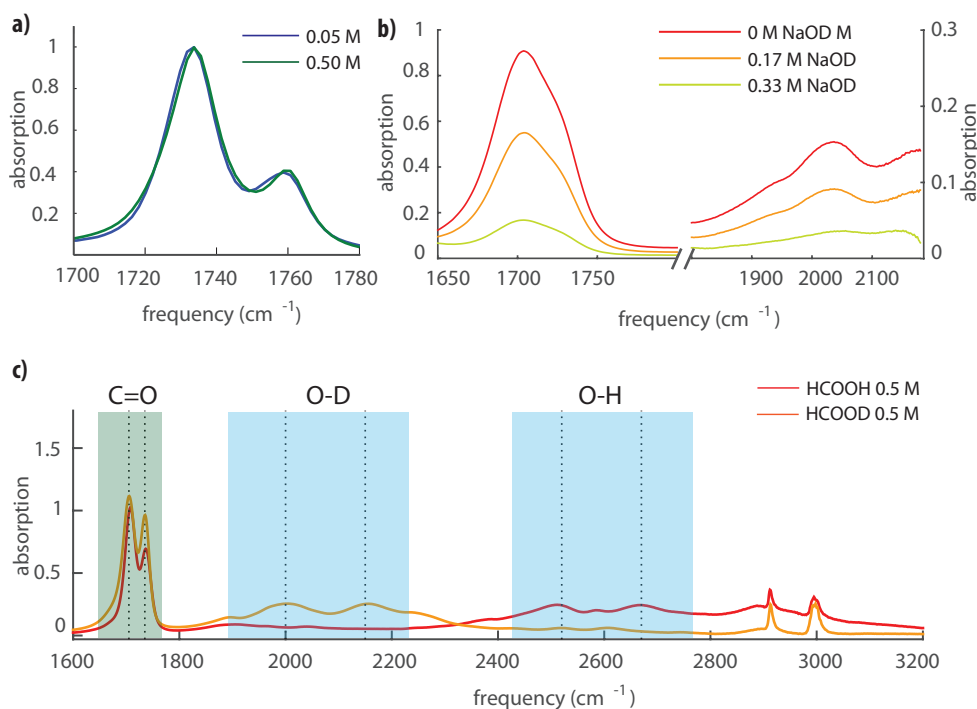 a)
0.05 M
0.50 M
1
0.8
0.6
0.4
0.2
absorption
1700 1720 1740 1760 1780
frequency (cm -1)
b)
0 M NaOD M
0.17 M NaOD
0.33 M NaOD
1
0.8
0.6
0.4
0.2
0
absorption
0.3
0.2
0.1
0
absorption
1650 1700 1750 1900 2000 2100
frequency (cm -1)
c)
C=O O-D O-H
HCOOH 0.5 M
HCOOD 0.5 M
1.5
1
0.5
0
absorption
1600 1800 2000 2200 2400 2600 2800 3000 3200
frequency (cm -1)